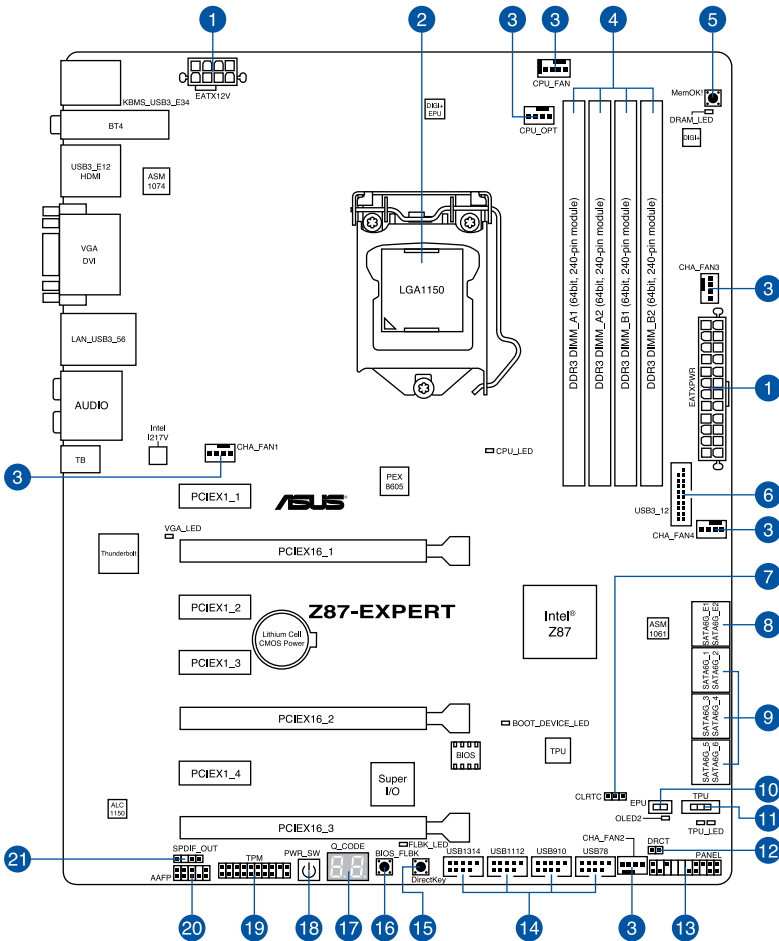 1
2
3
3
4
5
EATX12V
CPU_FAN
CPU_OPT
MemOK!
DRAM_LED
DIGI+
DIGI+
EPU
KBMS_USB3_E34
BT4
USB3_E12
HDMI
ASM
1074
VGA
DVI
LGA1150
LAN_USB3_56
AUDIO
TB
Intel
I217V
3
CHA_FAN1
DDR3 DIMM_A1 (64bit, 240-pin module)
DDR3 DIMM_A2 (64bit, 240-pin module)
DDR3 DIMM_B1 (64bit, 240-pin module)
DDR3 DIMM_B2 (64bit, 240-pin module)
CHA_FAN3
3
EATXPWR
1
CPU_LED
PEX
8605
USB3_12
6
CHA_FAN4
3
PCIEX1_1
ASUS
VGA_LED
Thunderbolt
PCIEX16_1
7
PCIEX1_2
Z87-EXPERT
Lithium Cell
CMOS Power
Intel®
Z87
ASM
1061
SATA6G_E1
SATA6G_E2
8
PCIEX1_3
SATA6G_1
SATA6G_2
SATA6G_3
SATA6G_4
9
SATA6G_5
SATA6G_6
PCIEX16_2
BOOT_DEVICE_LED
BIOS
TPU
PCIEX1_4
Super
I/O
CLRTC
EPU
10
OLED2
TPU
11
TPU_LED
ALC
1150
PCIEX16_3
FLBK_LED
CHA_FAN2
DRCT
12
21
SPDIF_OUT
AAFP
TPM
PWR_SW
Q_CODE
88
BIOS_FLBK
DirectKey
USB1314
USB1112
USB910
USB78
PANEL
20
19
18
17
16
15
14
3
13